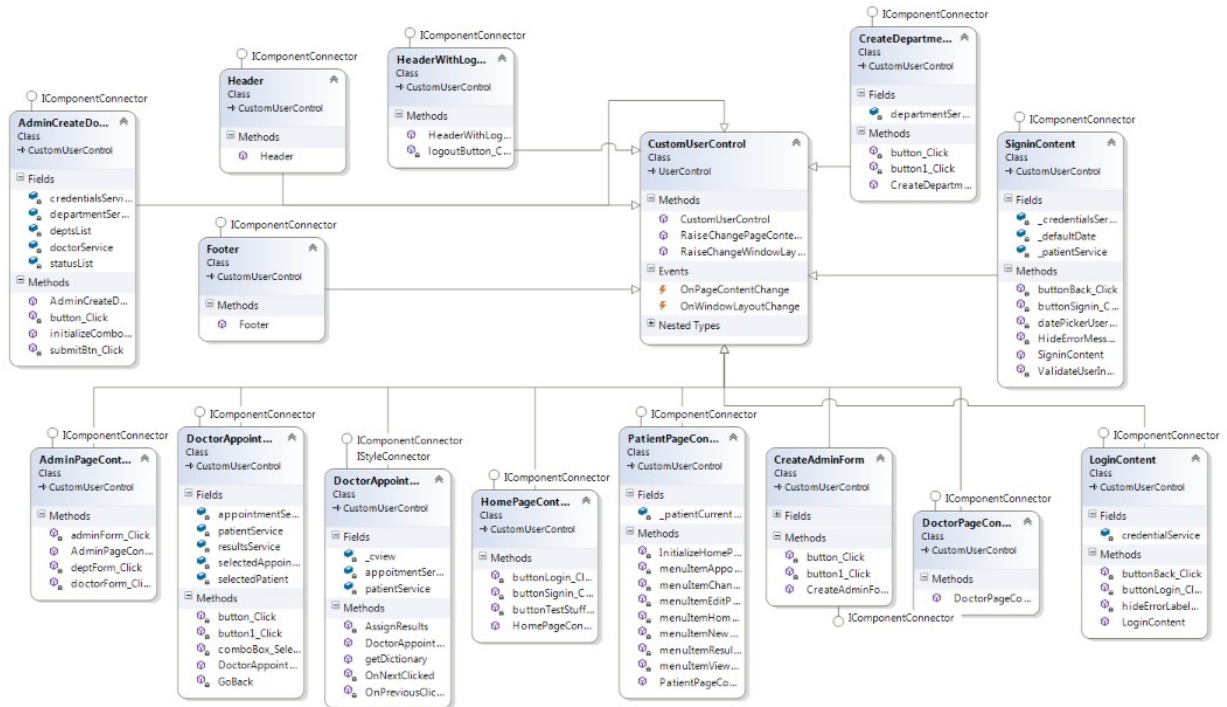 IComponentConnector
CreateDepartme...
Class
CustomUserControl
Fields
departmentSer...
Methods
button_Click
button1_Click
CreateDepartm...
IComponentConnector
HeaderWithLog...
Class
CustomUserControl
Methods
HeaderWithLog...
logoutButton_C...
IComponentConnector
Header
Class
CustomUserControl
Methods
Header
IComponentConnector
AdminCreateDo...
Class
CustomUserControl
Fields
credentialsServi...
departmentSer...
deptsList
doctorService
statusList
Methods
AdminCreateD...
button_Click
initializeCombo...
submitBtn_Click
IComponentConnector
Footer
Class
CustomUserControl
Methods
Footer
CustomUserControl
Class
UserControl
Methods
CustomUserControl
RaiseChangePageConte...
RaiseChangeWindowLay...
Events
OnPageContentChange
OnWindowLayoutChange
Nested Types
IComponentConnector
SigninContent
Class
CustomUserControl
Fields
_credentialsSer...
_defaultDate
_patientService
Methods
buttonBack_Click
buttonSignin_C...
datePickerUser...
HideErrorMess...
SigninContent
ValidateUserIn...
IComponentConnector
AdminPageCont...
Class
CustomUserControl
Methods
adminForm_Click
AdminPageCon...
deptForm_Click
doctorForm_Cli...
IComponentConnector
DoctorAppoint...
Class
CustomUserControl
Fields
appointmentSe...
patientService
resultsService
selectedAppoin...
selectedPatient
Methods
button_Click
button1_Click
comboBox_Sele...
DoctorAppoint...
GoBack
IComponentConnector
IStyleConnector
DoctorAppoint...
Class
CustomUserControl
Fields
_cview
appoitmentSer...
patientService
Methods
AssignResults
DoctorAppoint...
getDictionary
OnNextClicked
OnPreviousClic...
IComponentConnector
HomePageCont...
Class
CustomUserControl
Methods
buttonLogin_Cl...
buttonSignin_C...
buttonTestStuff...
HomePageCon...
IComponentConnector
PatientPageCon...
Class
CustomUserControl
Fields
_patientCurrent...
Methods
InitializeHomeP...
menuItemAppo...
menuItemChan...
menuItemEditP...
menuItemHom...
menuItemNew...
menuItemResul...
menuItemView...
PatientPageCo...
CreateAdminForm
Class
CustomUserControl
Fields
Methods
button_Click
button1_Click
CreateAdminFo...
IComponentConnector
IComponentConnector
DoctorPageCon...
Class
CustomUserControl
Methods
DoctorPageCo...
IComponentConnector
LoginContent
Class
CustomUserControl
Fields
credentialService
Methods
buttonBack_Click
buttonLogin_Cl...
hideErrorLabel...
LoginContent